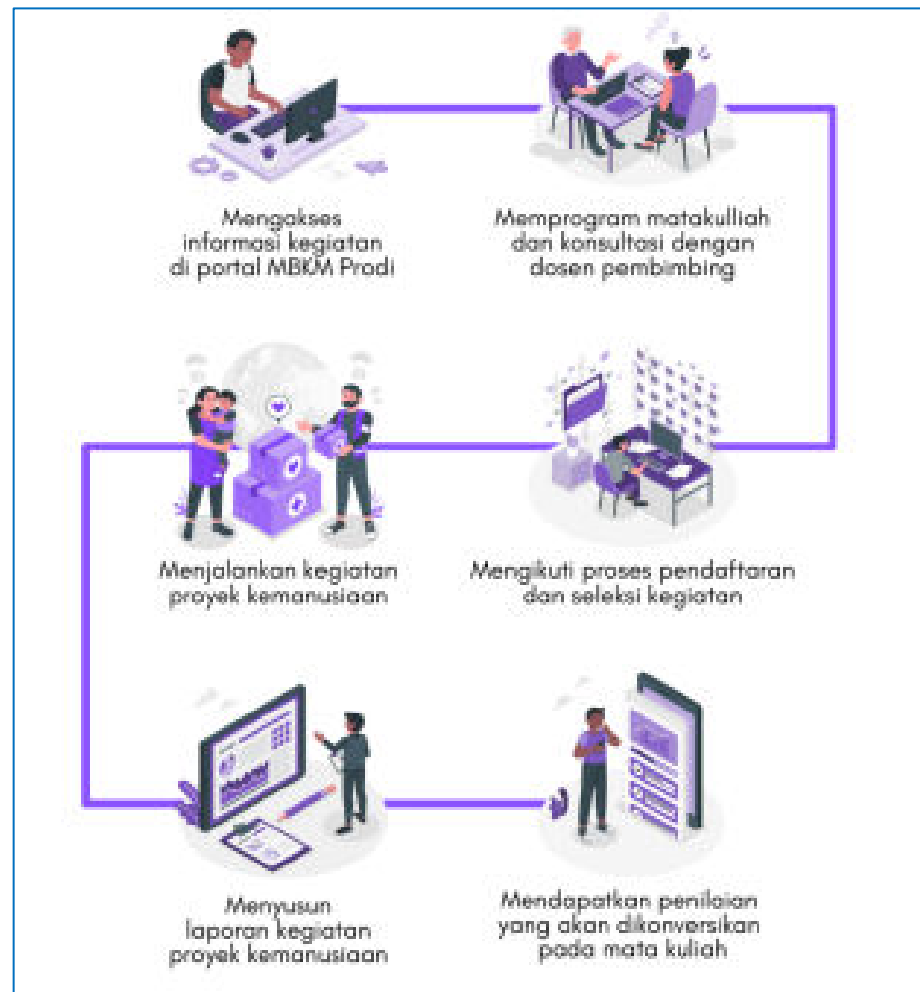 Mengakses
informasi kegiatan
di portal MBKM Prodi
Memprogram matakulliah
dan konsultasi dengan
dosen pembimbing
Menjalankan kegiatan
proyek kemanusiaan
Mengikuti proses pendaftaran
dan seleksi kegiatan
Menyusun
laporan kegiatan
proyek kemanusiaan
Mendapatkan penilaian
yang akan dikonversikan
pada mata kuliah